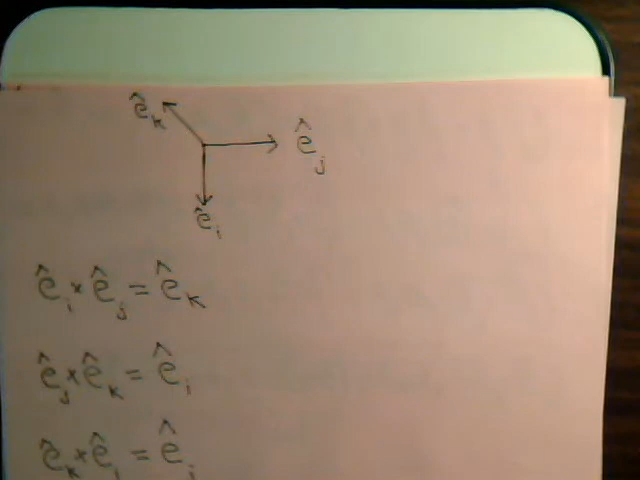 ê_k
ê_j
ê_i
ê_i × ê_j = ê_k
ê_j × ê_k = ê_i
ê_k × ê_i = ê_j